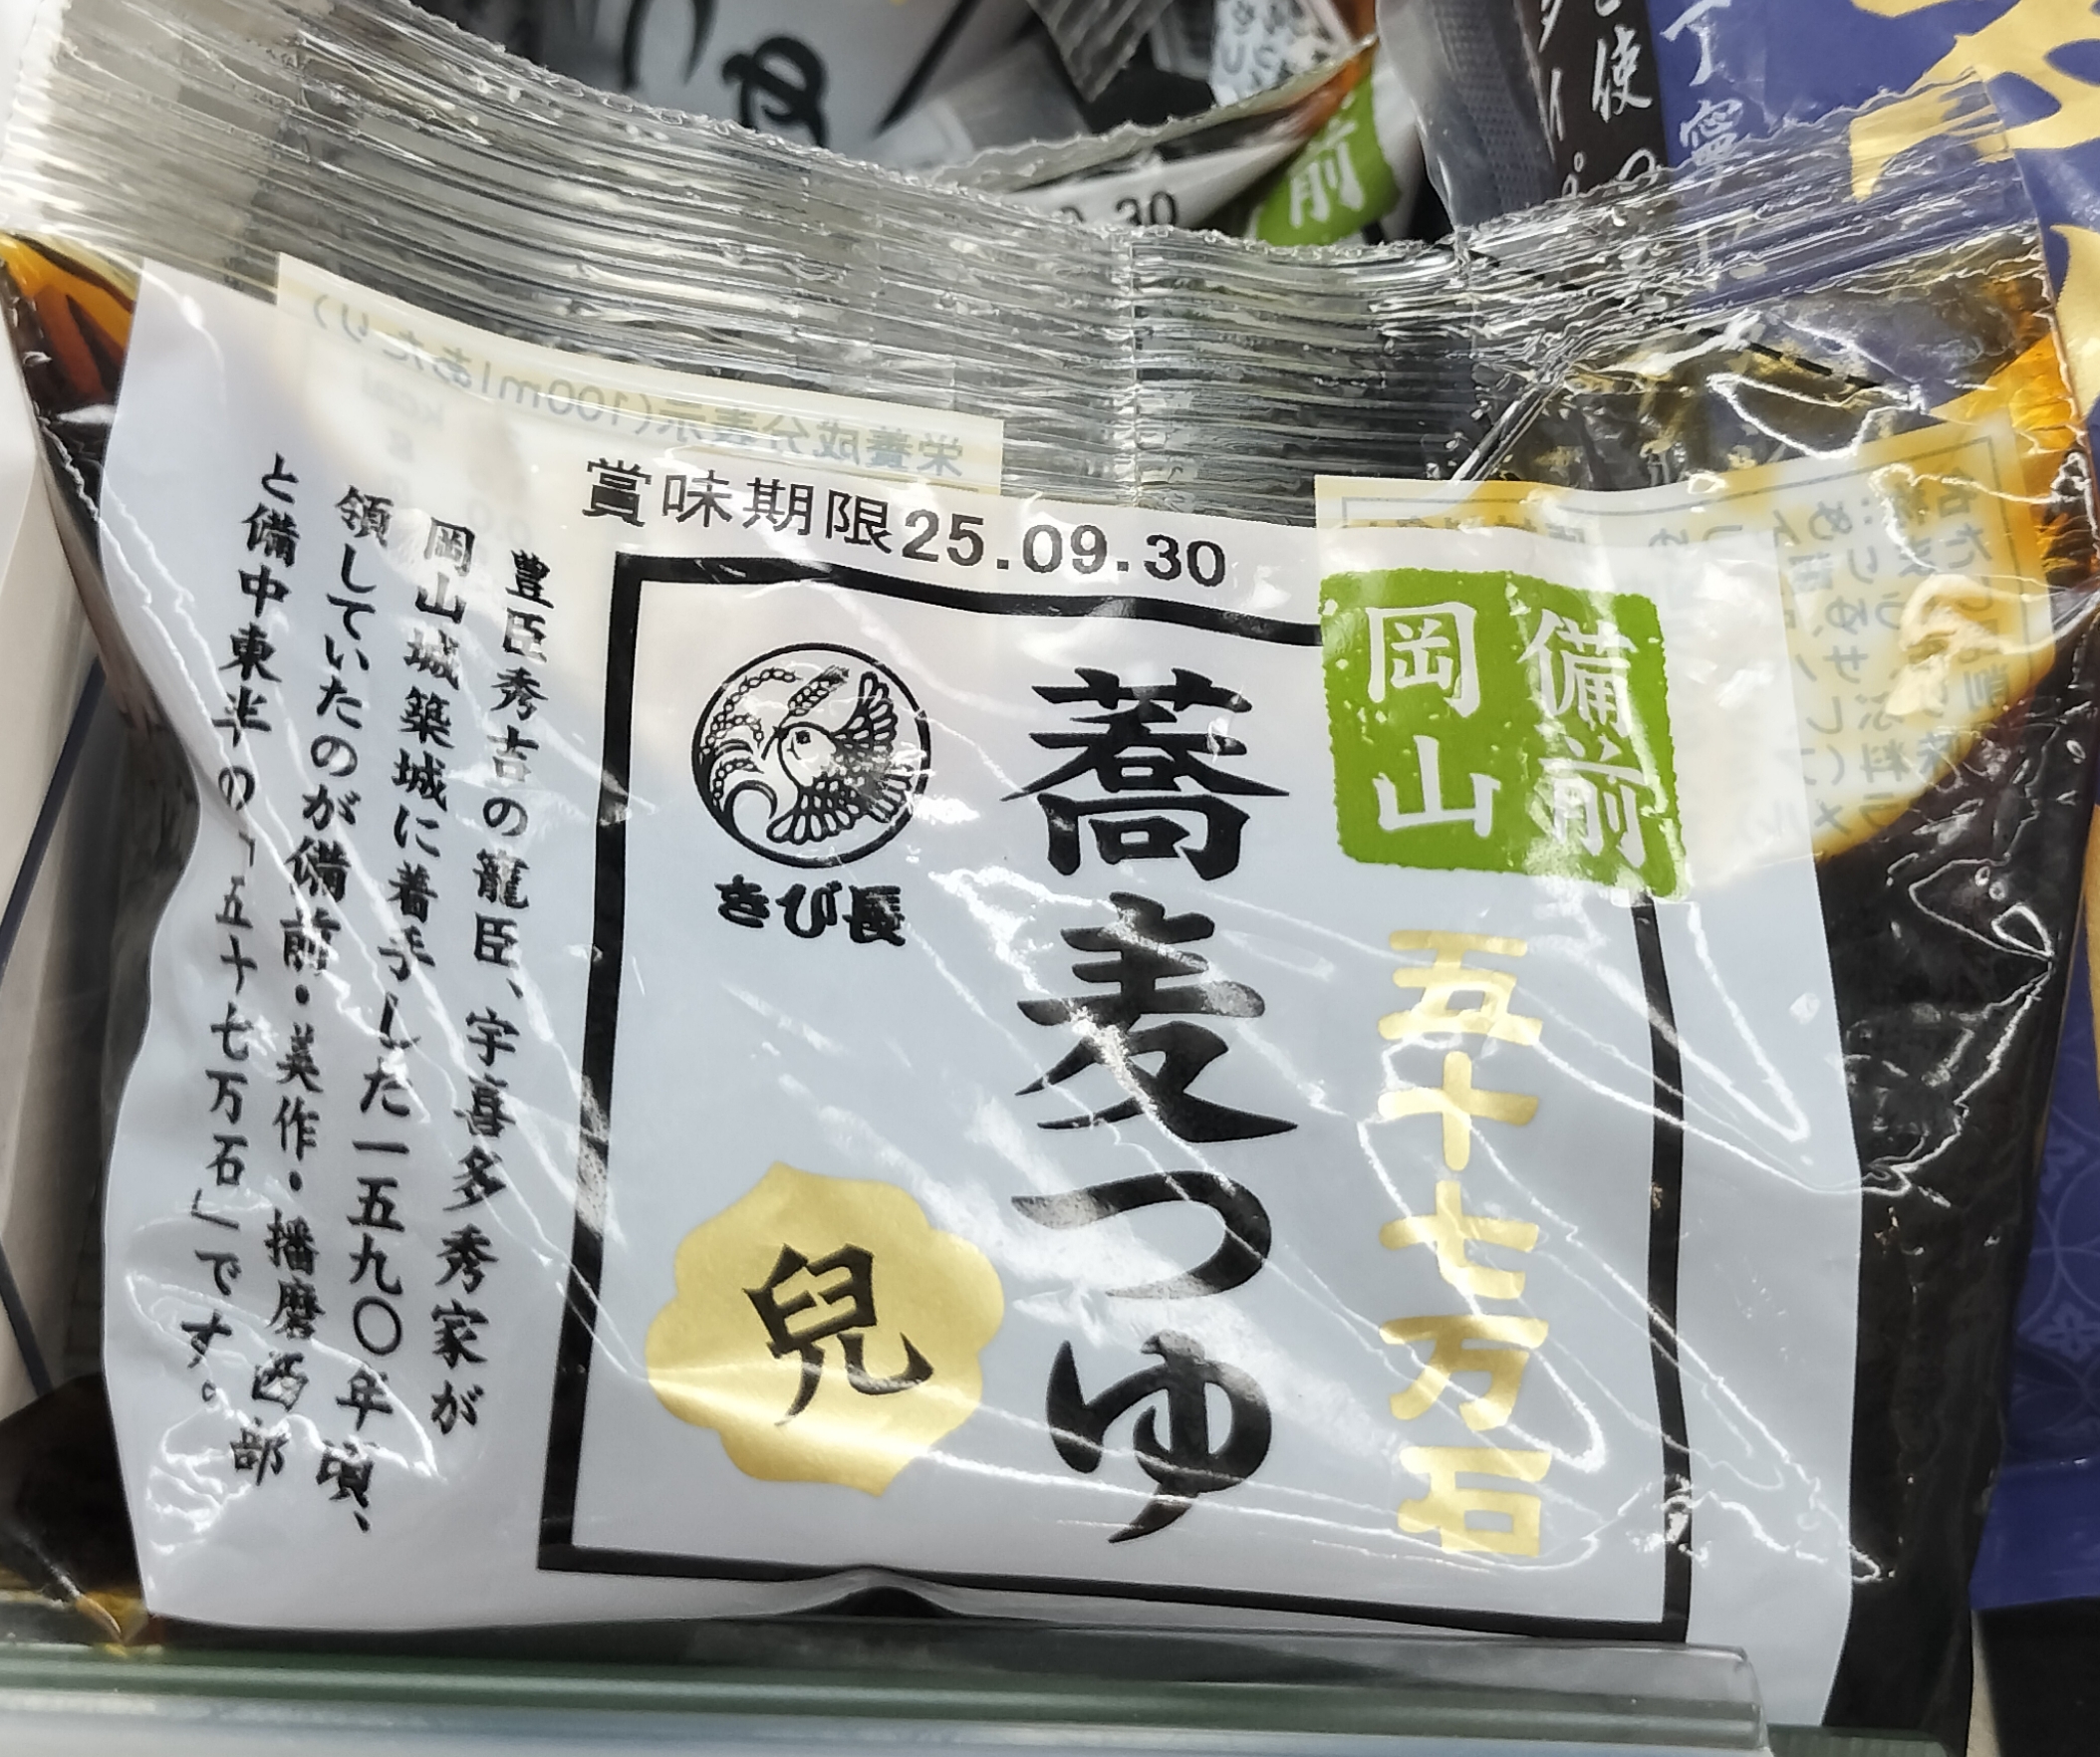 賞味期限25.09.30
備前
岡山
五十七万石
蕎麦つゆ
きび長
兒
豊臣秀吉の寵臣、宇喜多秀家が
岡山城築城に着手した一五九〇年頃、
領していたのが備前・美作・播磨西部
と備中東半の「五十七万石」です。
栄養成分表示(100mlあたり)
前